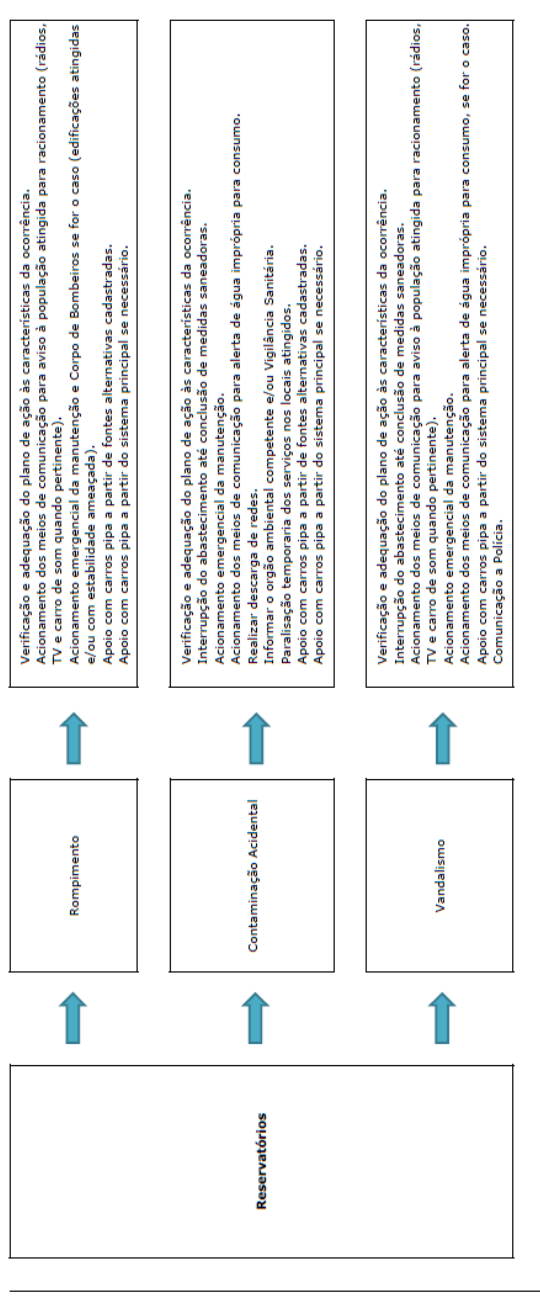 Reservatórios
Rompimento
Verificação e adequação do plano de ação às características da ocorrência.
Acionamento dos meios de comunicação para aviso à população atingida para racionamento (rádios,
TV e carro de som quando pertinente).
Acionamento emergencial da manutenção e Corpo de Bombeiros se for o caso (edificações atingidas
e/ou com estabilidade ameaçada).
Apoio com carros pipa a partir de fontes alternativas cadastradas.
Apoio com carros pipa a partir do sistema principal se necessário.
Contaminação Acidental
Verificação e adequação do plano de ação às características da ocorrência.
Interrupção do abastecimento até conclusão de medidas saneadoras.
Acionamento emergencial da manutenção.
Acionamento dos meios de comunicação para alerta de água imprópria para consumo.
Realizar descarga de redes.
Informar o orgão ambiental competente e/ou Vigilância Sanitária.
Paralisação temporaria dos serviços nos locais atingidos.
Apoio com carros pipa a partir de fontes alternativas cadastradas.
Apoio com carros pipa a partir do sistema principal se necessário.
Vandalismo
Verificação e adequação do plano de ação às características da ocorrência.
Interrupção do abastecimento até conclusão de medidas saneadoras.
Acionamento dos meios de comunicação para aviso à população atingida para racionamento (rádios,
TV e carro de som quando pertinente).
Acionamento emergencial da manutenção.
Acionamento dos meios de comunicação para alerta de água imprópria para consumo, se for o caso.
Apoio com carros pipa a partir do sistema principal se necessário.
Comunicação a Polícia.